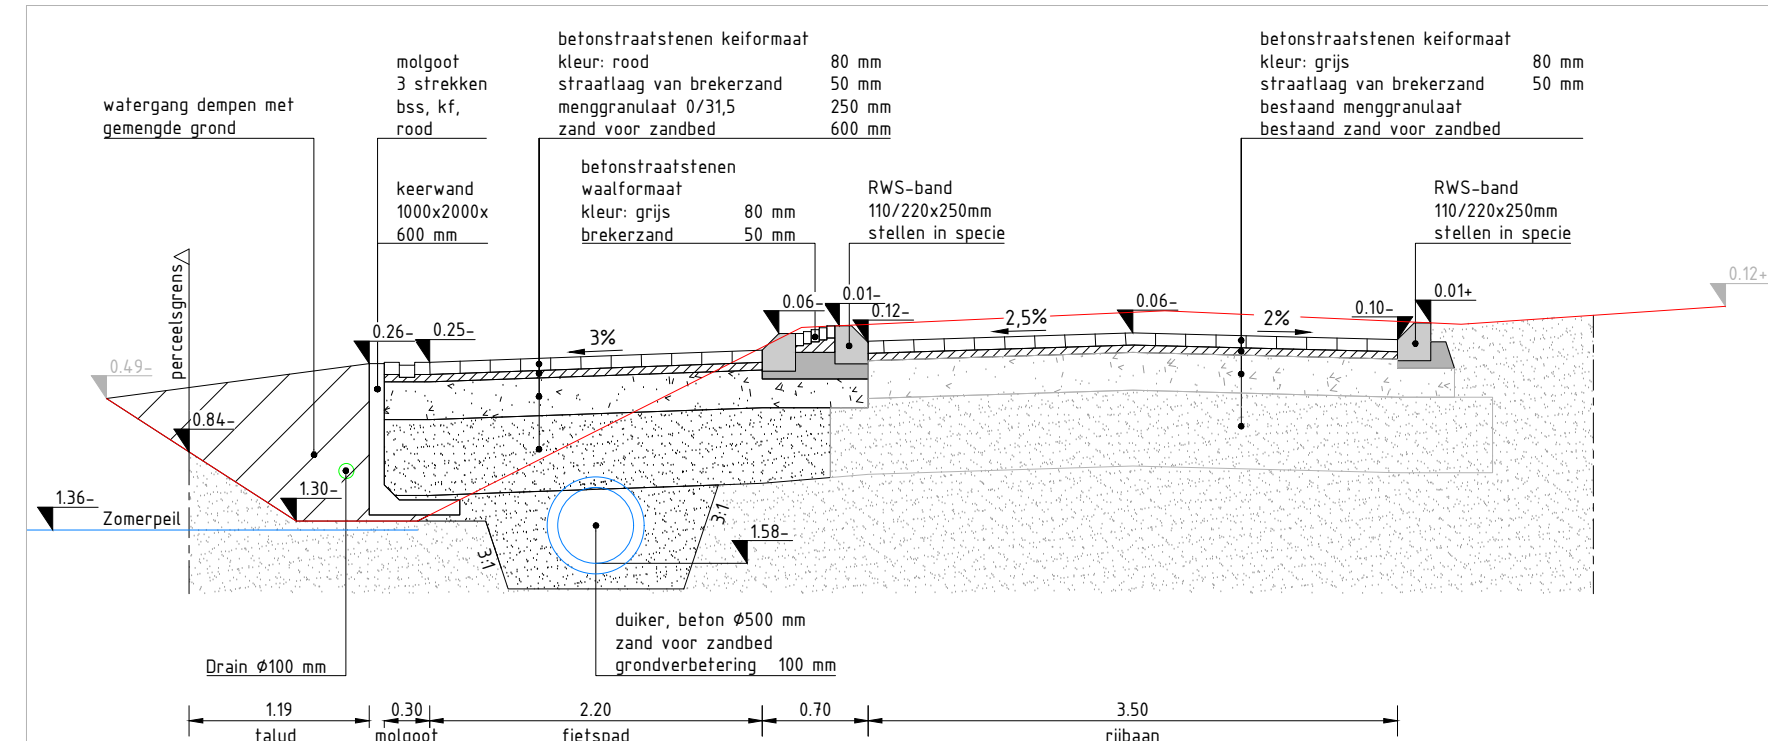 watergang dempen met
gemengde grond
molgoot
3 strekken
bss, kf,
rood
keerwand
1000x2000x
600 mm
betonstraatstenen keiformaat
kleur: rood 80 mm
straatlaag van brekerzand 50 mm
menggranulaat 0/31,5 250 mm
zand voor zandbed 600 mm
betonstraatstenen
waalformaat
kleur: grijs 80 mm
brekerzand 50 mm
RWS-band
110/220x250mm
stellen in specie
betonstraatstenen keiformaat
kleur: grijs 80 mm
straatlaag van brekerzand 50 mm
bestaand menggranulaat
bestaand zand voor zandbed
RWS-band
110/220x250mm
stellen in specie
perceelsgrens
0.12+
0.49-
0.84-
1.30-
1.36-
Zomerpeil
0.26-
0.25-
3%
0.06-
0.01-
0.12-
2,5%
0.06-
2%
0.10-
0.01+
3:1
3:1
1.58-
duiker, beton Ø500 mm
zand voor zandbed
grondverbetering 100 mm
Drain Ø100 mm
1.19 0.30 2.20 0.70 3.50
talud molgoot fietspad rijbaan